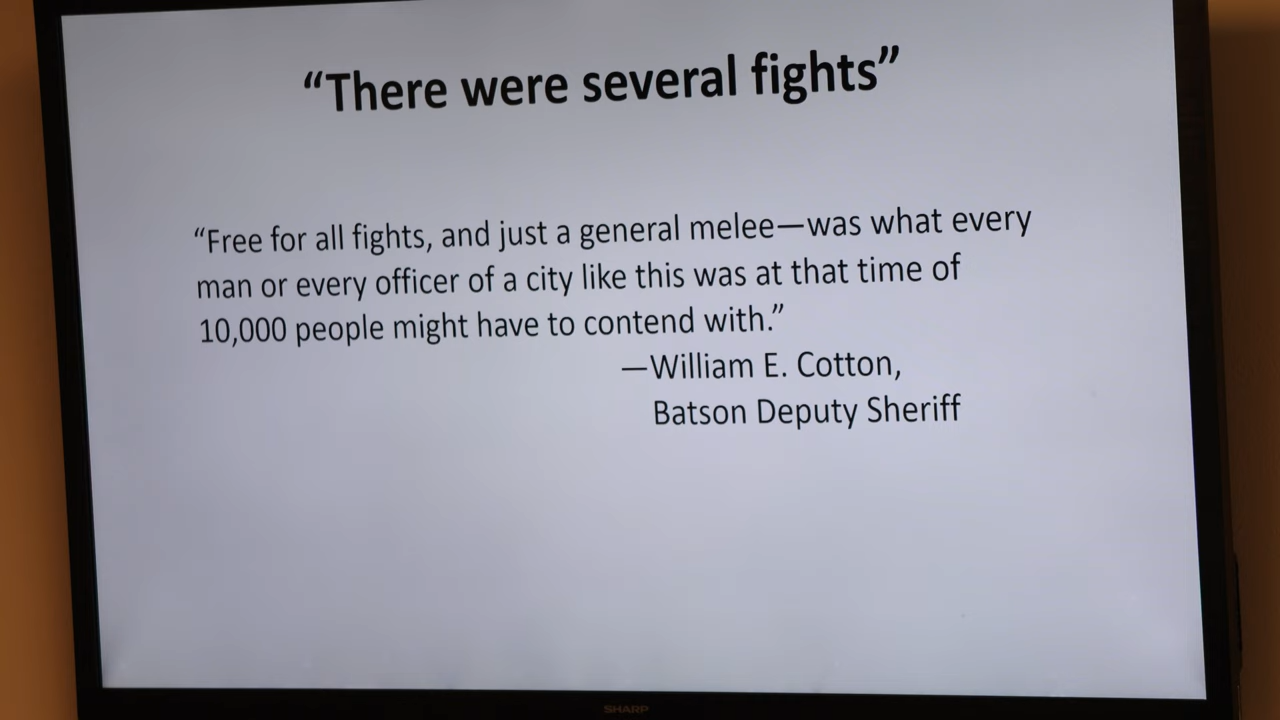 “There were several fights”
“Free for all fights, and just a general melee—was what every
man or every officer of a city like this was at that time of
10,000 people might have to contend with.”
—William E. Cotton,
Batson Deputy Sheriff
SHARP